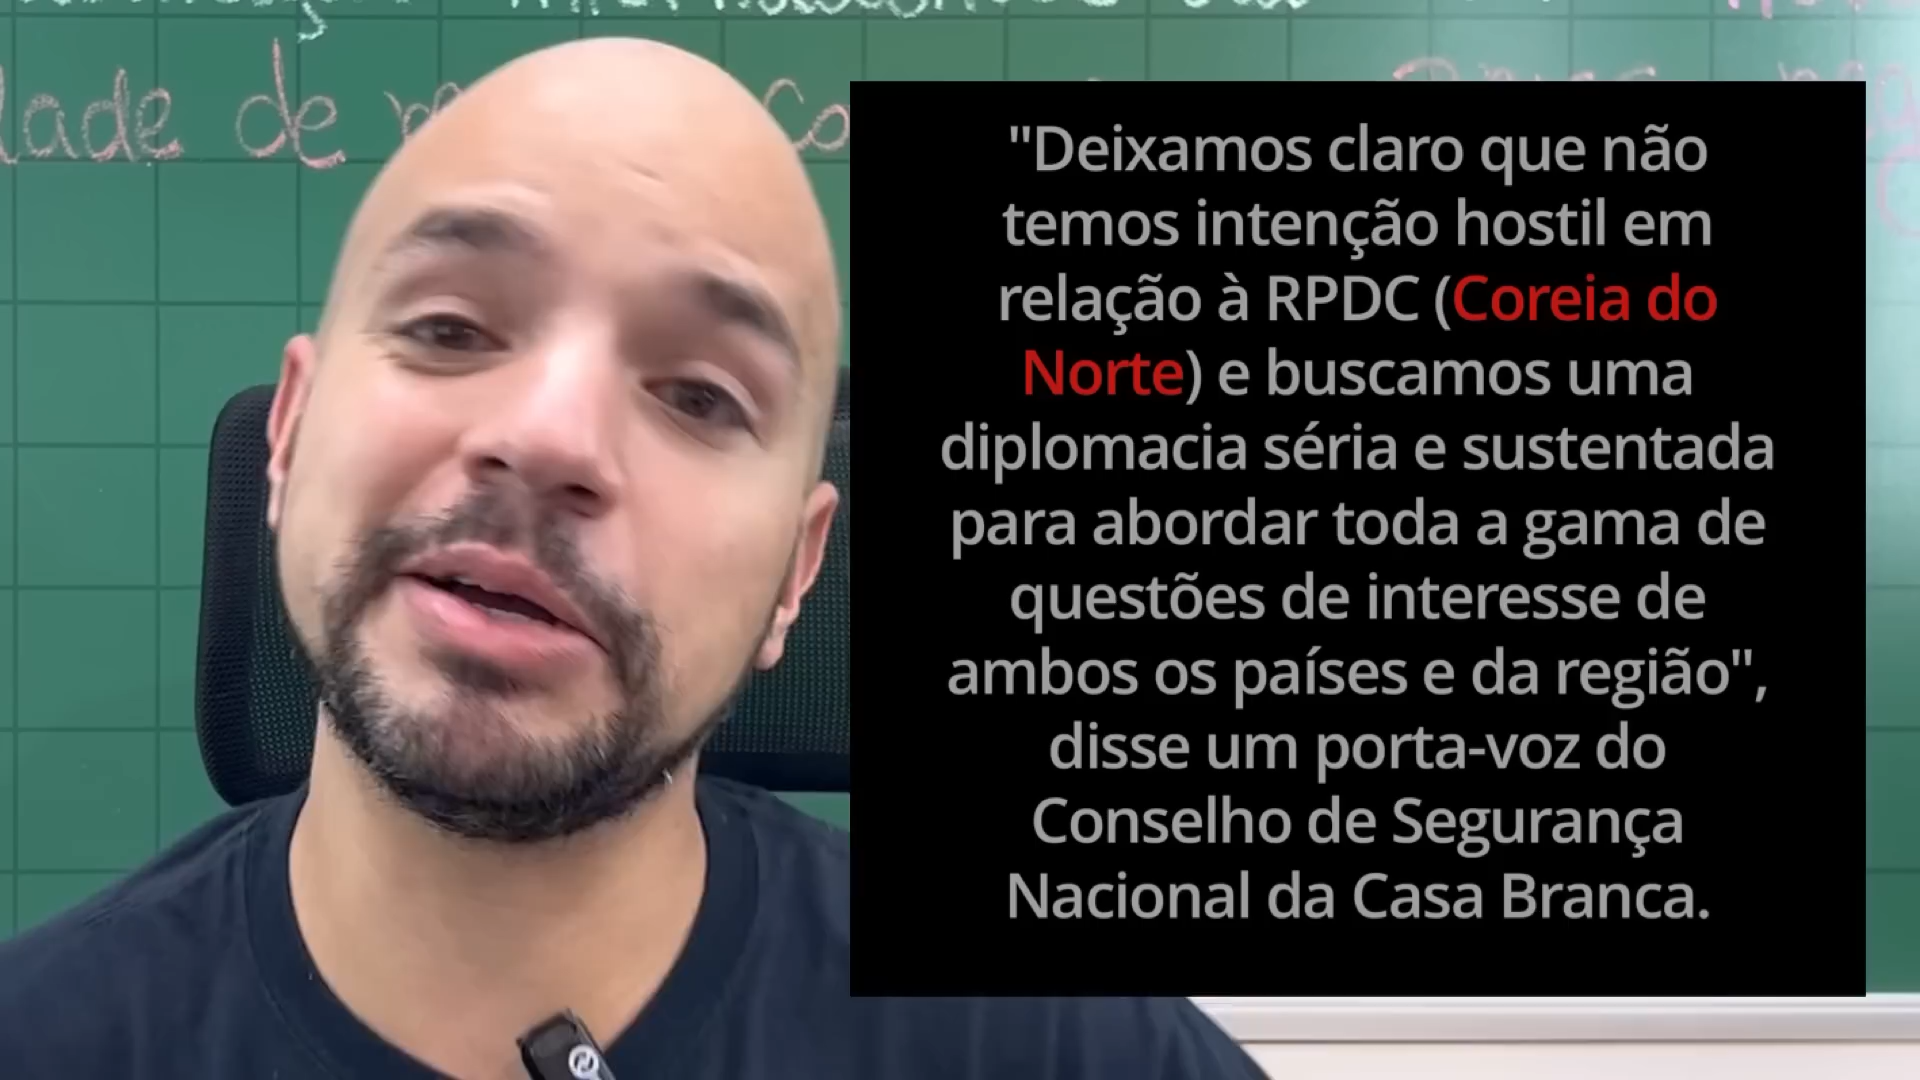 lade de
Co
"Deixamos claro que não
temos intenção hostil em
relação à RPDC (Coreia do
Norte) e buscamos uma
diplomacia séria e sustentada
para abordar toda a gama de
questões de interesse de
ambos os países e da região",
disse um porta-voz do
Conselho de Segurança
Nacional da Casa Branca.